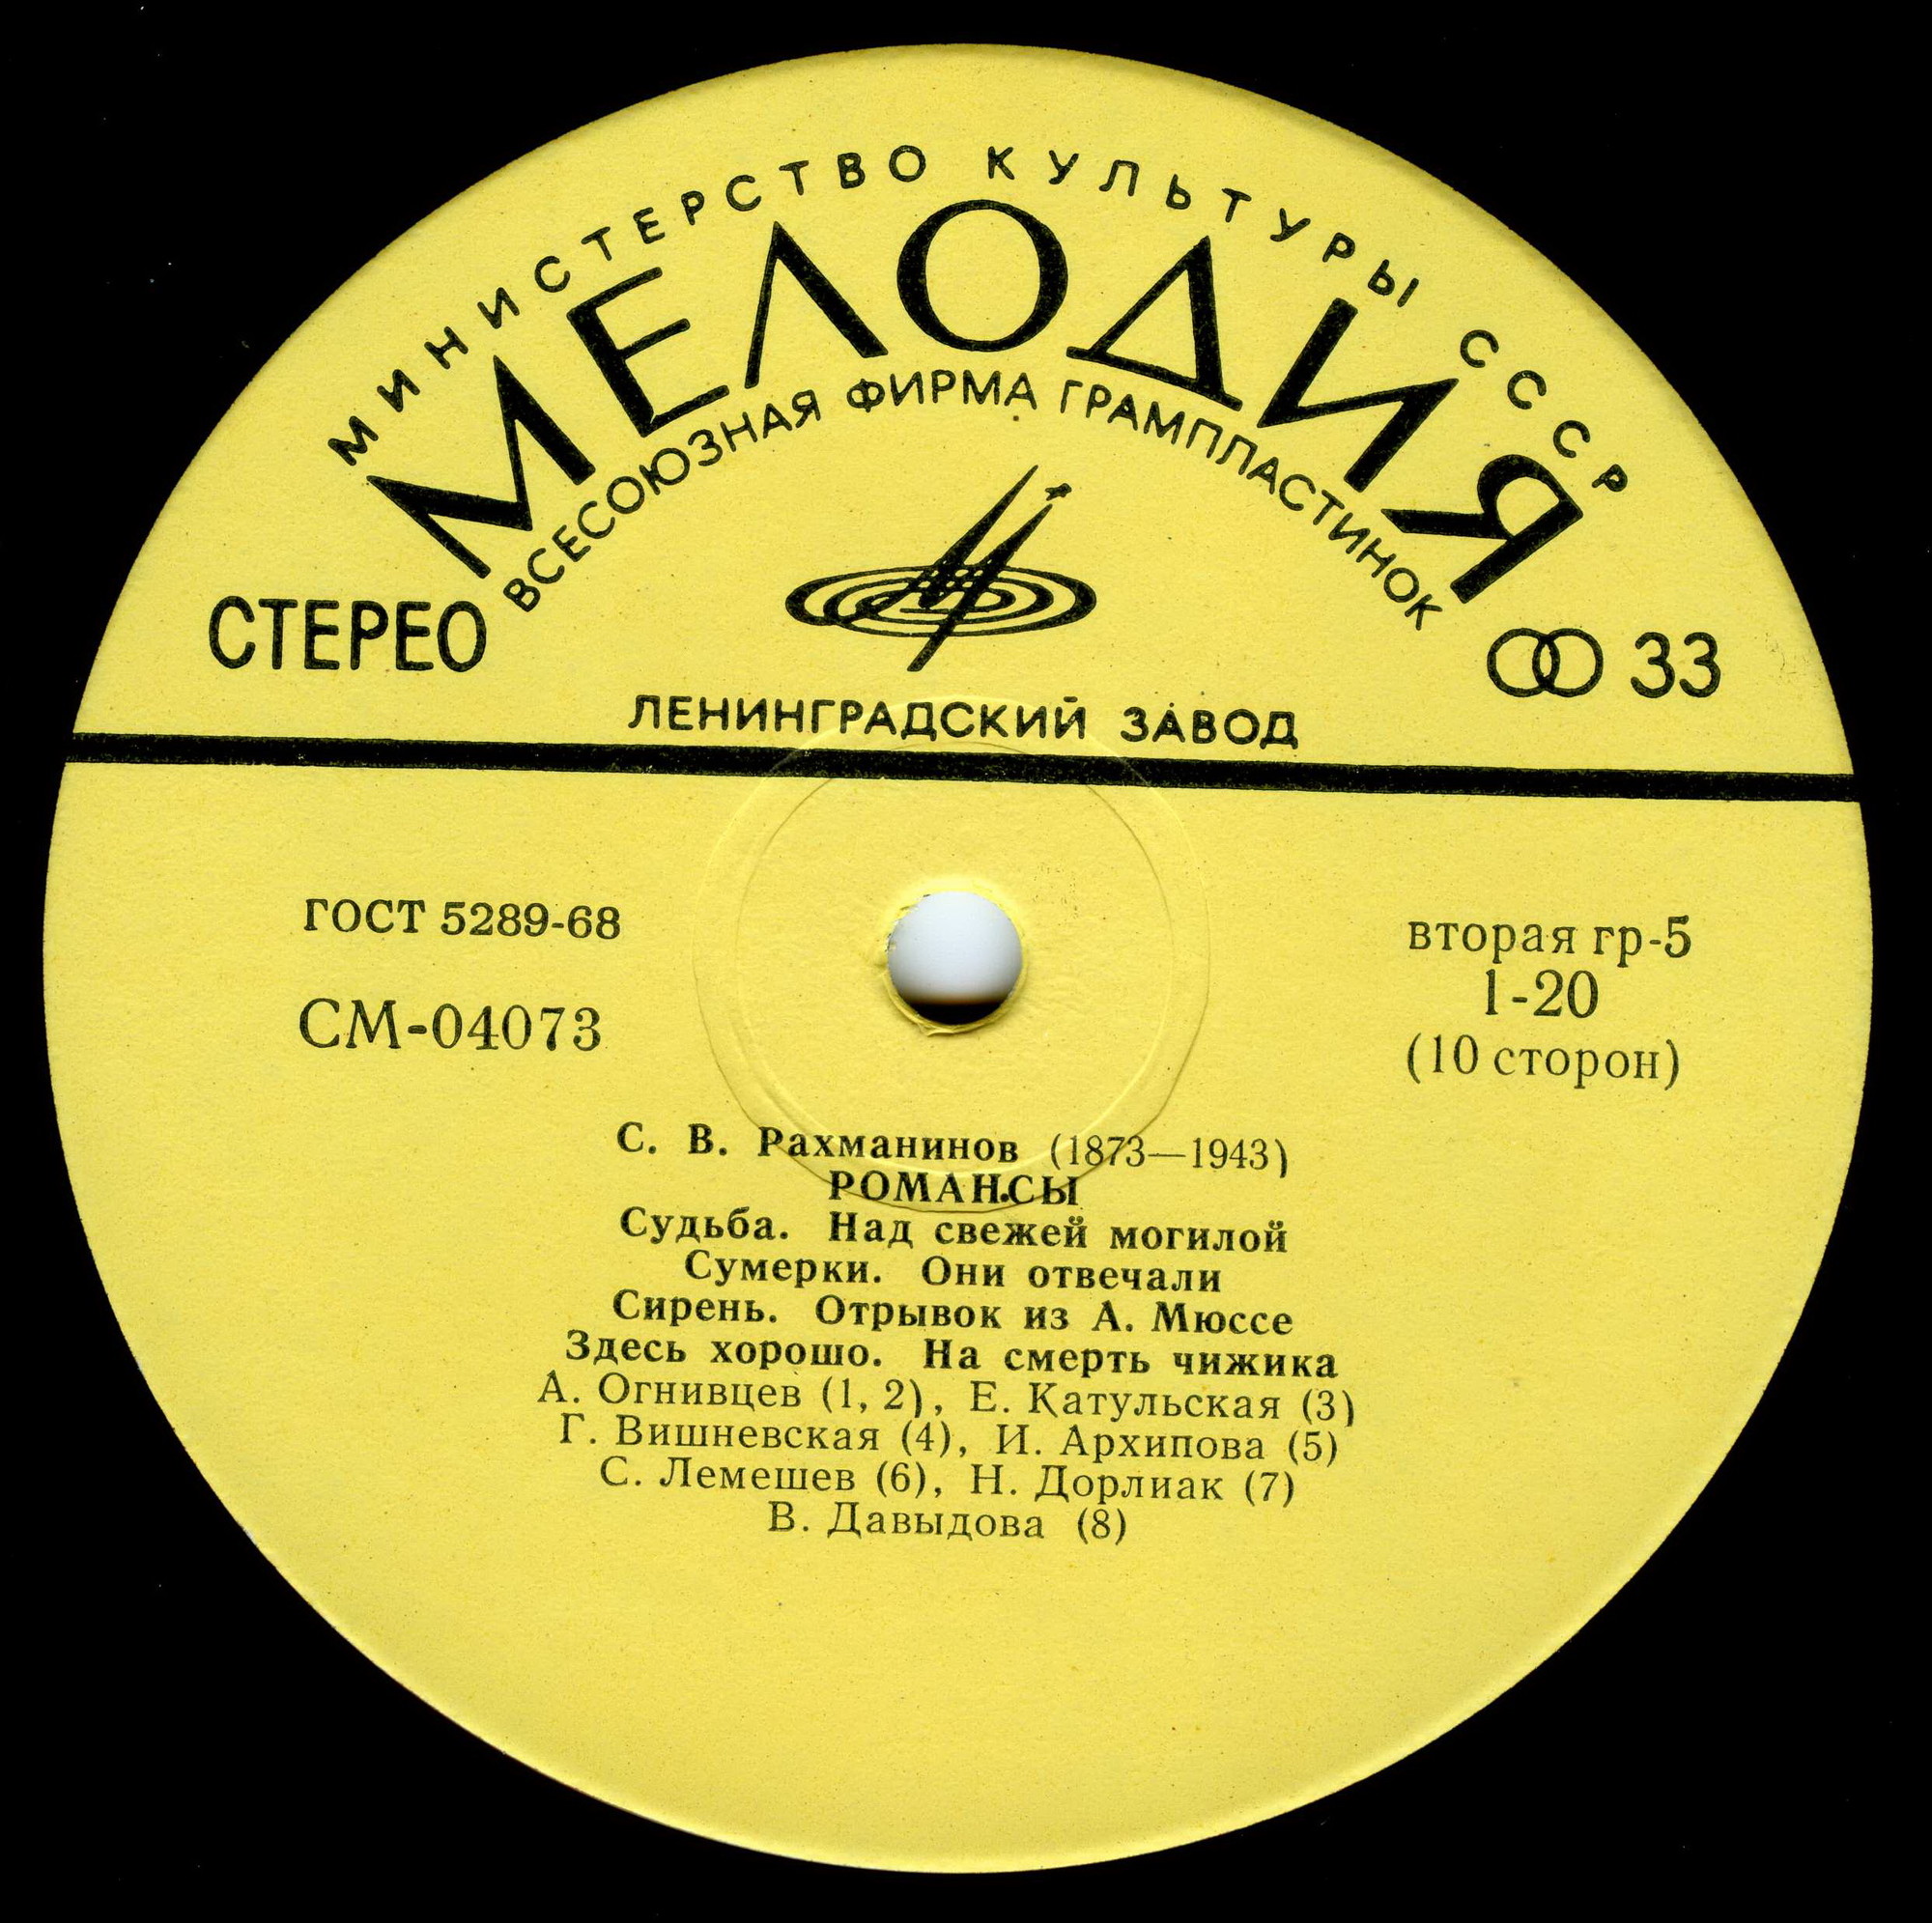 МИНИСТЕРСТВО КУЛЬТУРЫ СССР
МЕЛОДИЯ
ВСЕСОЮЗНАЯ ФИРМА ГРАМПЛАСТИНОК
СТЕРЕО
33
ЛЕНИНГРАДСКИЙ ЗАВОД
ГОСТ 5289-68
СМ-04073
вторая гр-5
1-20
(10 сторон)
С. В. Рахманинов (1873—1943)
РОМАНСЫ
Судьба. Над свежей могилой
Сумерки. Они отвечали
Сирень. Отрывок из А. Мюссе
Здесь хорошо. На смерть чижика
А. Огнивцев (1, 2), Е. Катульская (3)
Г. Вишневская (4), И. Архипова (5)
С. Лемешев (6), Н. Дорлиак (7)
В. Давыдова (8)